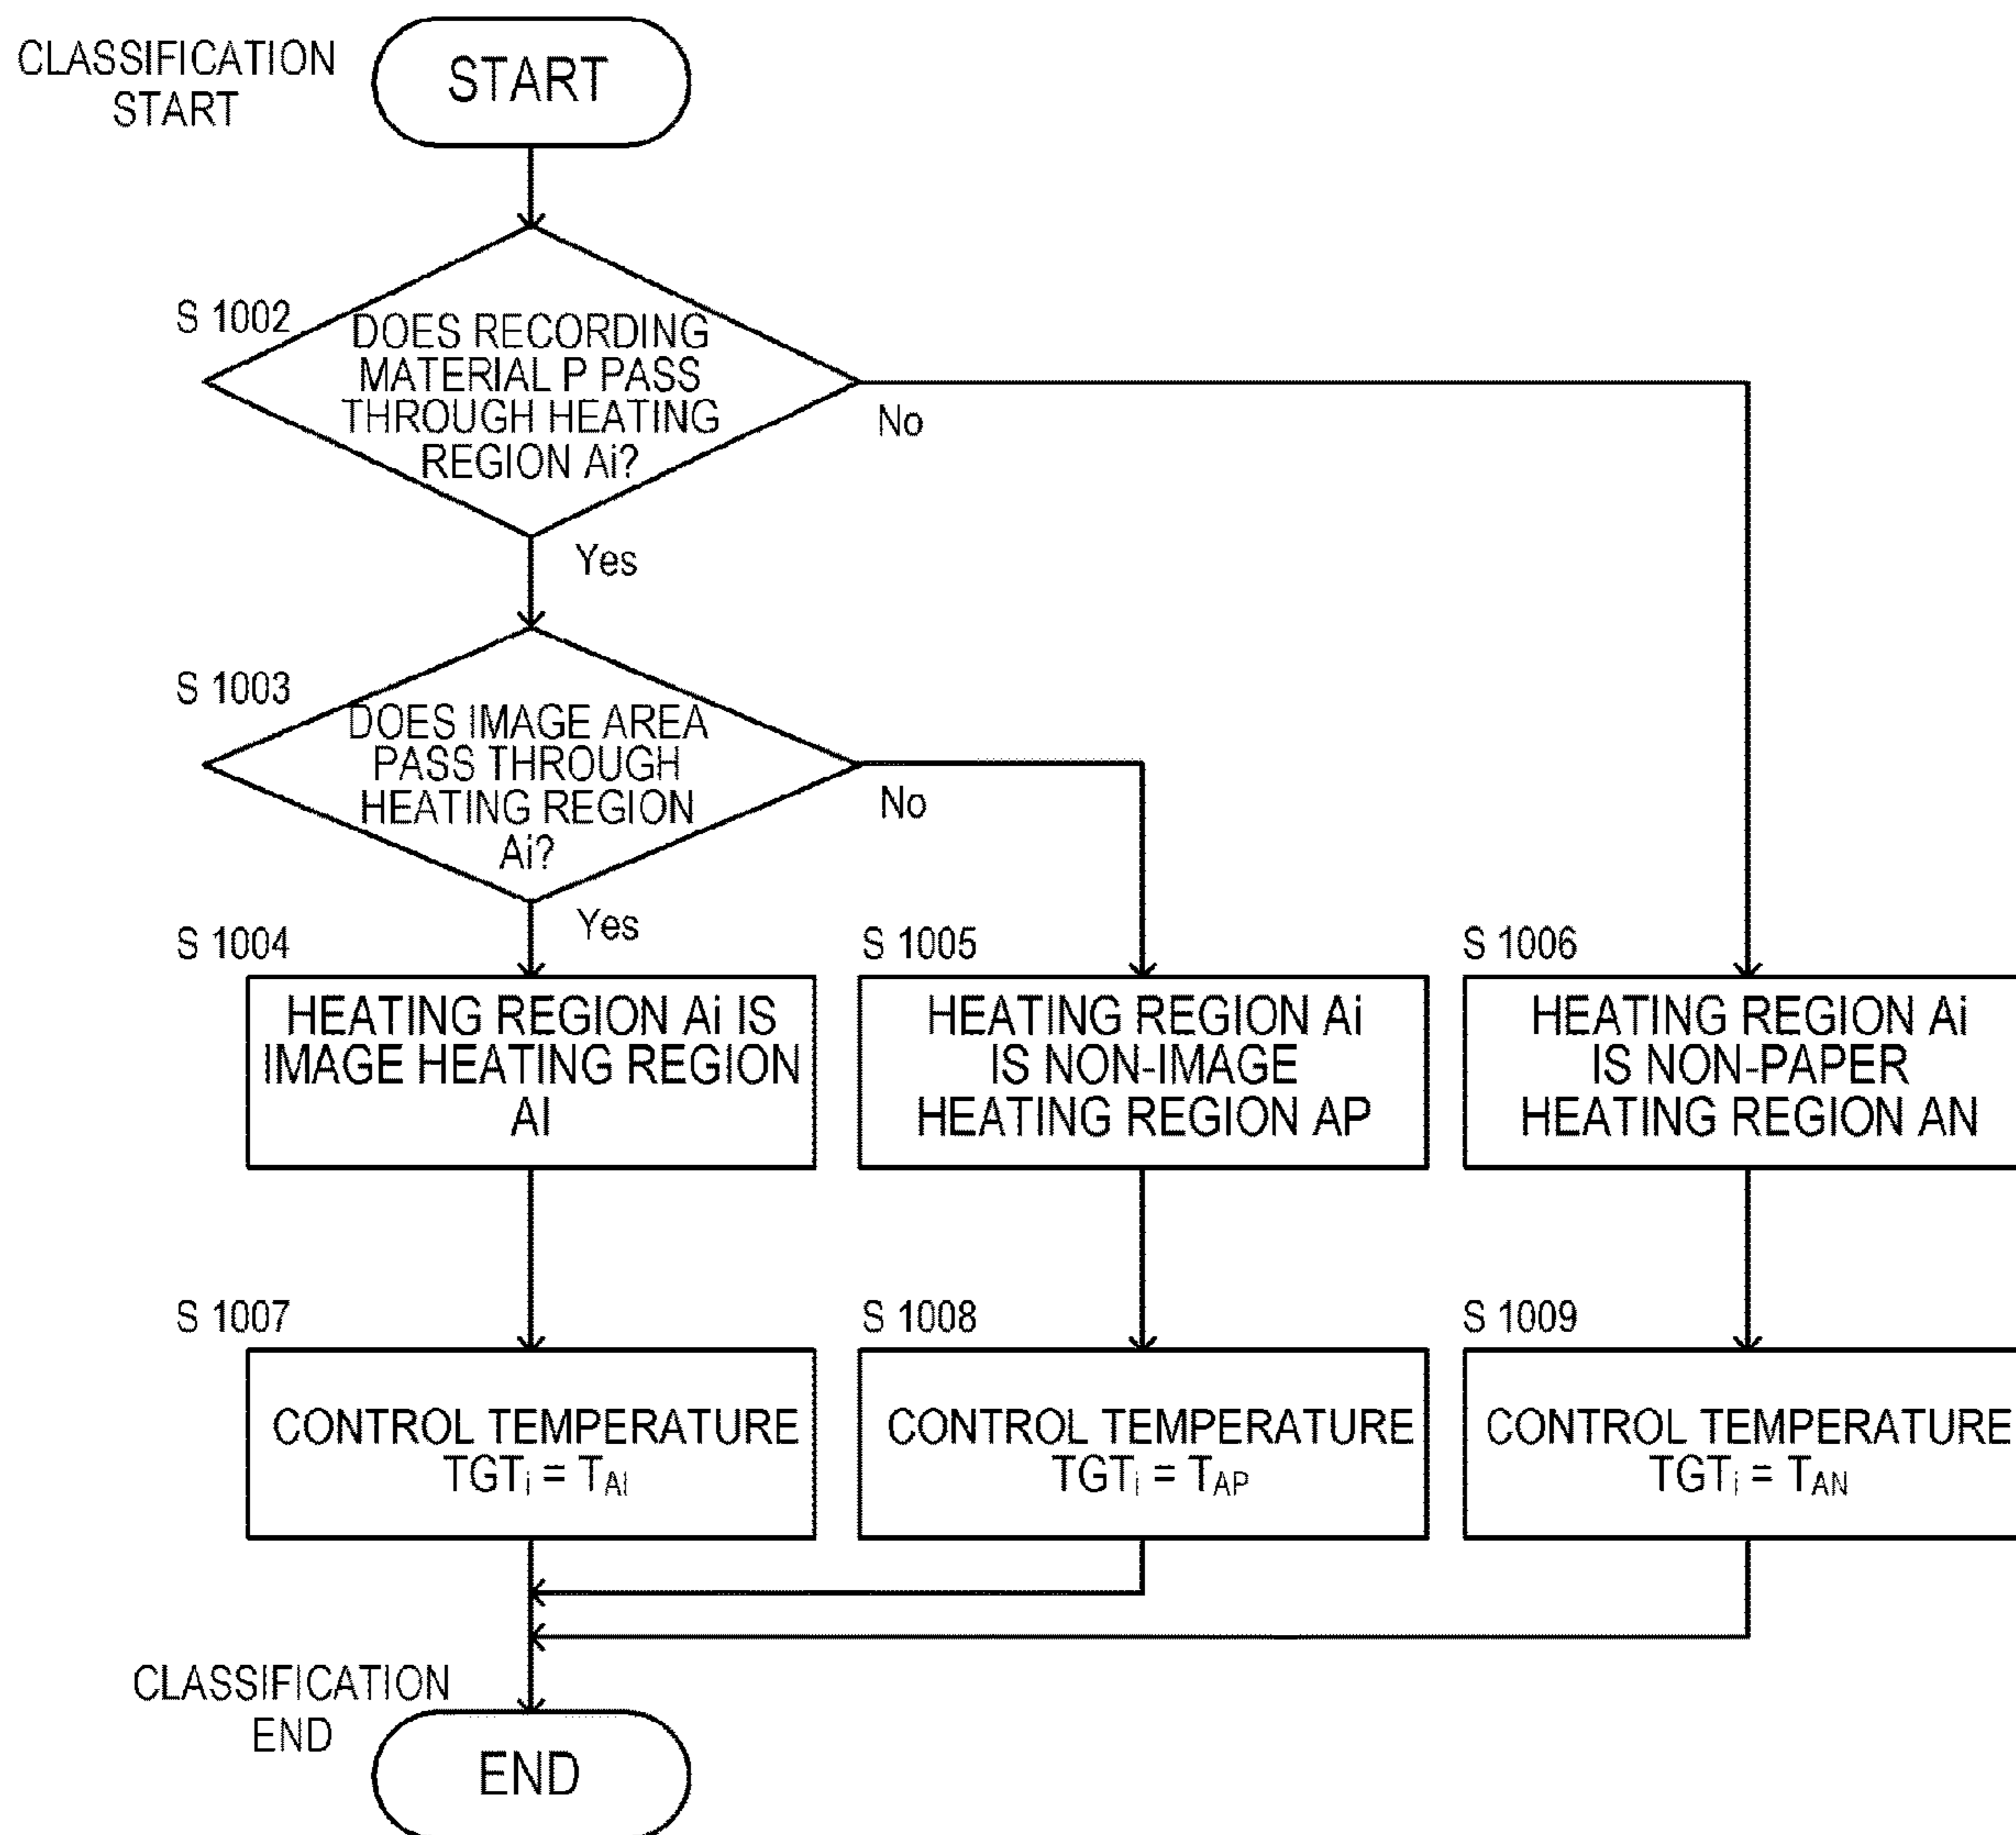 CLASSIFICATION
START
START
S 1002
DOES RECORDING
MATERIAL P PASS
THROUGH HEATING
REGION Ai?
No
Yes
S 1003
DOES IMAGE AREA
PASS THROUGH
HEATING REGION
Ai?
No
Yes
S 1004
HEATING REGION Ai IS
IMAGE HEATING REGION
AI
S 1005
HEATING REGION Ai
IS NON-IMAGE
HEATING REGION AP
S 1006
HEATING REGION Ai
IS NON-PAPER
HEATING REGION AN
S 1007
CONTROL TEMPERATURE
TGTi = TAI
S 1008
CONTROL TEMPERATURE
TGTi = TAP
S 1009
CONTROL TEMPERATURE
TGTi = TAN
CLASSIFICATION
END
END